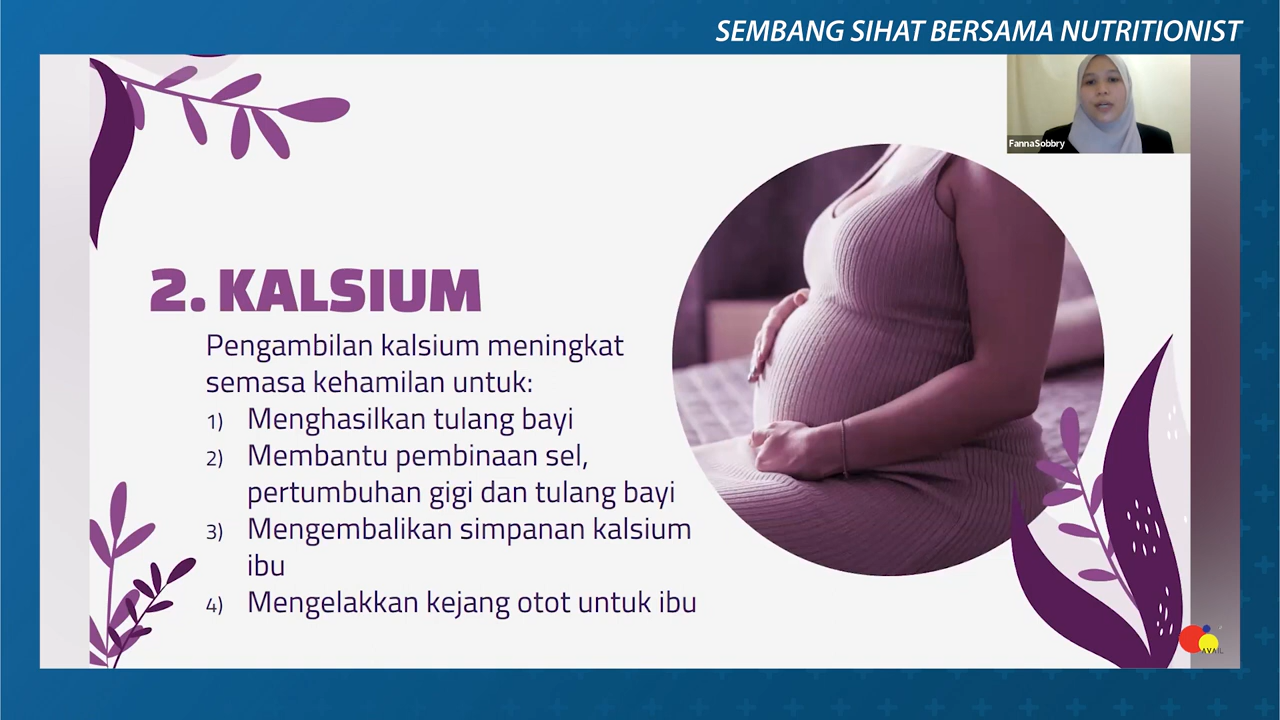 SEMBANG SIHAT BERSAMA NUTRITIONIST
FannaSobbry
2. KALSIUM
Pengambilan kalsium meningkat
semasa kehamilan untuk:
1) Menghasilkan tulang bayi
2) Membantu pembinaan sel,
pertumbuhan gigi dan tulang bayi
3) Mengembalikan simpanan kalsium
ibu
4) Mengelakkan kejang otot untuk ibu
AVAIL